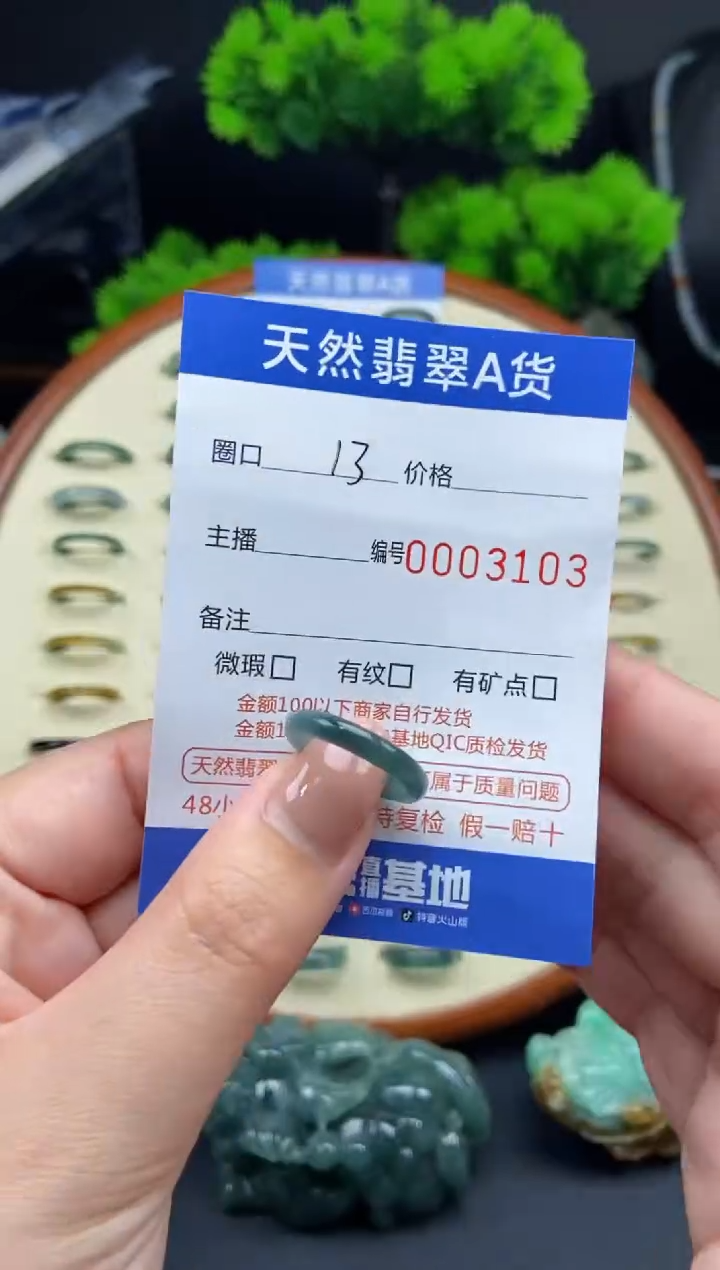 天然翡翠A货
天然翡翠A货
圈口 13 价格
主播 编号0003103
备注
微瑕□ 有纹□ 有矿点□
金额100以下商家自行发货
金额1 基地QIC质检发货
天然翡翠 属于质量问题
48小 持复检 假一赔十
直播基地
抖音火山版